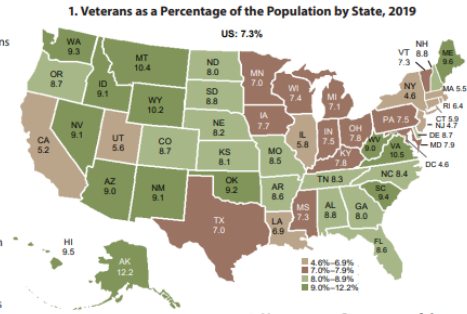 1. Veterans as a Percentage of the Population by State, 2019
US: 7.3%
ns
WA
9.3
OR
8.7
CA
5.2
ID
9.1
NV
9.1
MT
10.4
WY
10.2
UT
5.6
AZ
9.0
CO
8.7
NM
9.1
ND
8.0
SD
8.8
NE
8.2
KS
8.1
OK
9.2
TX
7.0
MN
7.0
IA
7.7
MO
8.5
AR
8.6
LA
6.9
WI
7.4
IL
5.8
MI
7.1
IN
7.5
OH
7.8
KY
7.8
TN 8.3
MS
7.3
AL
8.8
GA
8.0
FL
8.6
SC
9.4
NC 8.4
VA
10.5
WV
9.0
PA 7.5
NY
4.6
VT
7.3
NH
8.8
ME
9.6
MA 5.5
RI 6.4
CT 5.9
NJ 4.7
DE 8.7
MD 7.9
DC 4.6
HI
9.5
AK
12.2
4.6%–6.9%
7.0%–7.9%
8.0%–8.9%
9.0%–12.2%
n
s